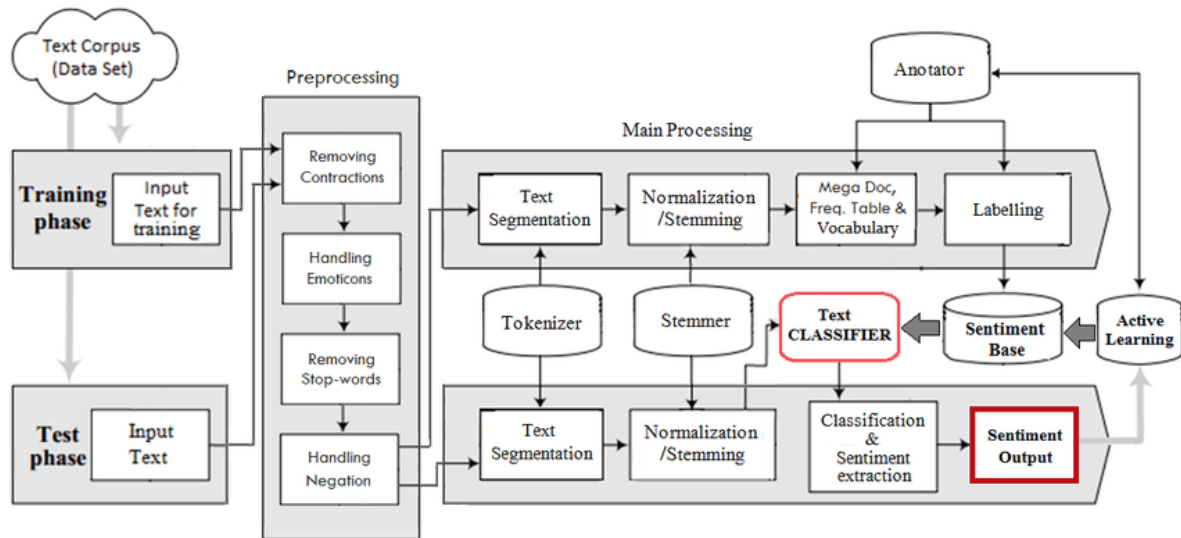 Text Corpus
(Data Set)
Preprocessing
Anotator
Main Processing
Training
phase
Input
Text for
training
Removing
Contractions
Text
Segmentation
Normalization
/Stemming
Mega Doc,
Freq. Table &
Vocabulary
Labelling
Handling
Emoticons
Tokenizer
Stemmer
Text
CLASSIFIER
Sentiment
Base
Active
Learning
Removing
Stop-words
Test
phase
Input
Text
Handling
Negation
Text
Segmentation
Normalization
/Stemming
Classification
&
Sentiment
extraction
Sentiment
Output